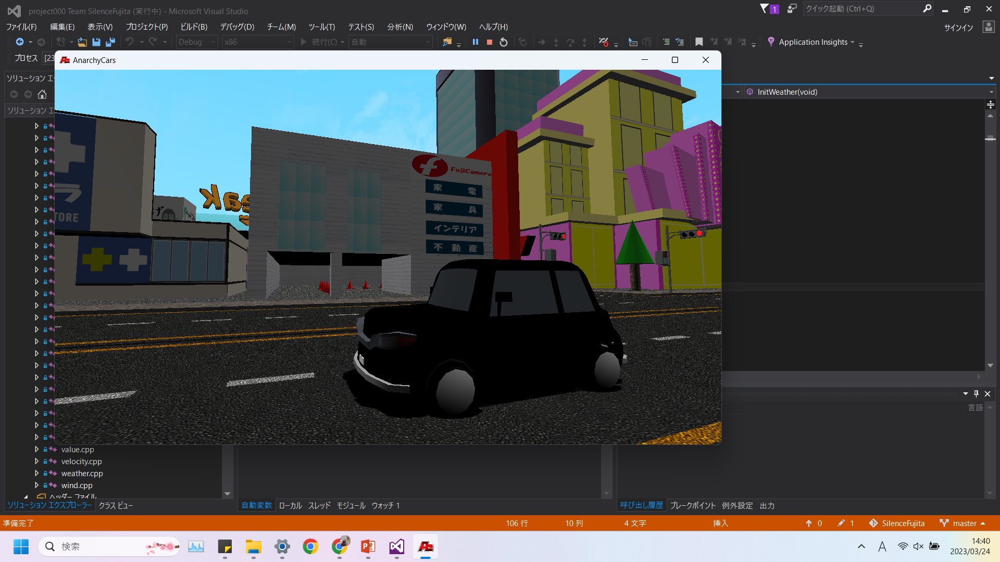 project000 Team SilenceFujita (実行中) - Microsoft Visual Studio
1
クイック起動 (Ctrl+Q)
ファイル(F) 編集(E) 表示(V) プロジェクト(P) ビルド(B) デバッグ(D) チーム(M) ツール(T) テスト(S) 分析(N) ウィンドウ(W) ヘルプ(H)
サインイン
Debug x86 続行(C) 自動 Application Insights
プロセス [23
AnarchyCars
ソリューション エ
InitWeather(void)
ソリューション エ
FujiCamera
家電
家具
インテリア
不動産
斎場
TORE
言語
value.cpp
velocity.cpp
weather.cpp
wind.cpp
ヘッダー ファイル
ソリューション エクスプローラー クラス ビュー
自動変数 ローカル スレッド モジュール ウォッチ 1
呼び出し履歴 ブレークポイント 例外設定 出力
準備完了 106 行 10 列 4 文字 挿入 0 1 SilenceFujita master
検索
A
14:40
2023/03/24